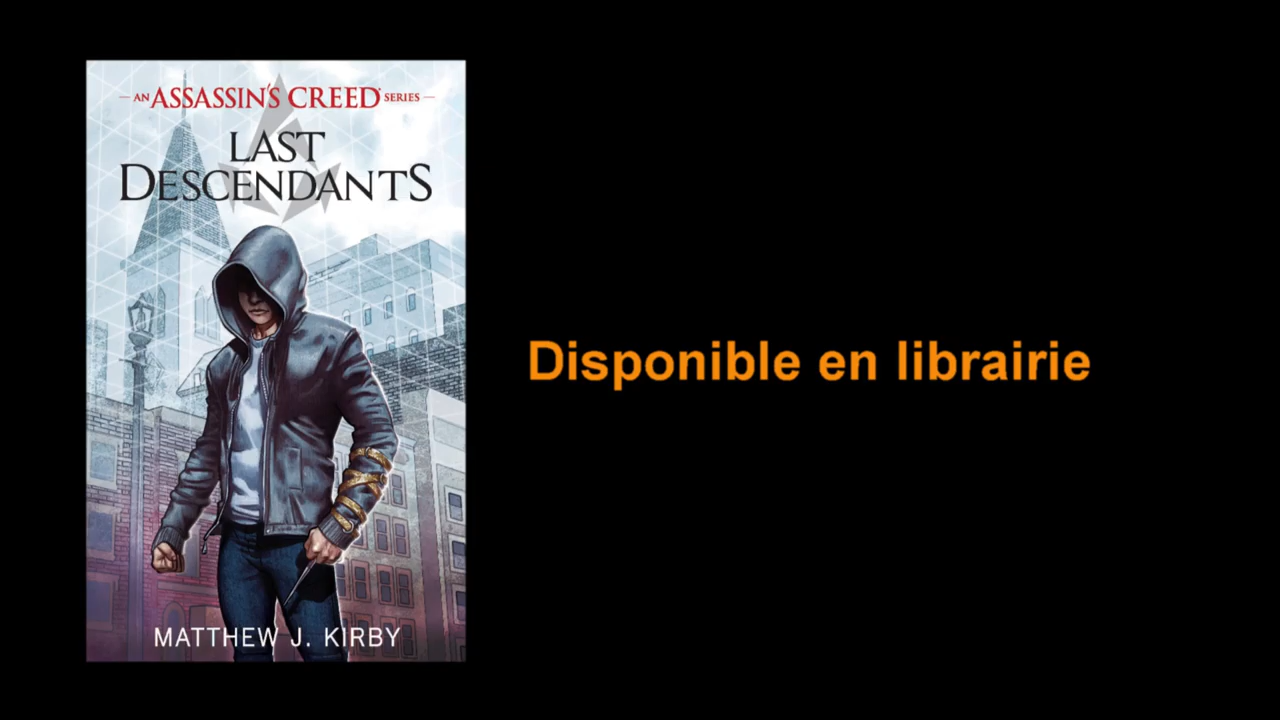 AN ASSASSIN'S CREED SERIES
LAST
DESCENDANTS
MATTHEW J. KIRBY
Disponible en librairie